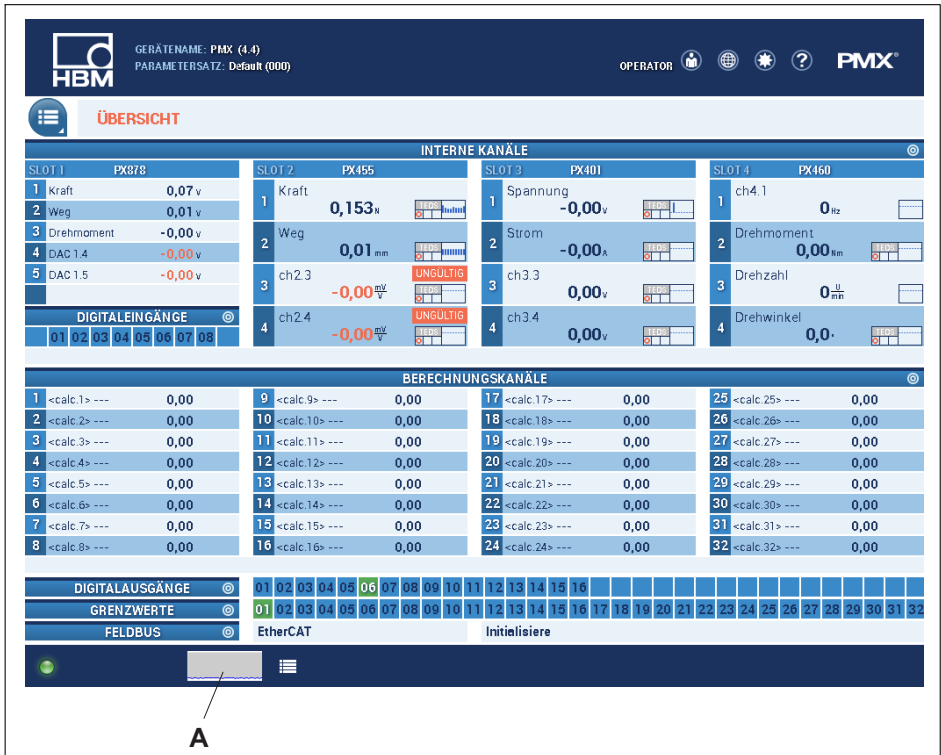 GERÄTENAME: PMX (4.4)
PARAMETERSATZ: Default (000)
HBM
OPERATOR
?
PMX®
ÜBERSICHT
INTERNE KANÄLE
SLOT 1 PX878
1 Kraft 0,07 V
2 Weg 0,01 V
3 Drehmoment -0,00 V
4 DAC 1.4 -0,00 V
5 DAC 1.5 -0,00 V
DIGITALEINGÄNGE
01 02 03 04 05 06 07 08
SLOT 2 PX455
1 Kraft 0,153 N TEDS
2 Weg 0,01 mm TEDS
3 ch2.3 UNGÜLTIG -0,00 mV/V TEDS
4 ch2.4 UNGÜLTIG -0,00 mV/V TEDS
SLOT 3 PX401
1 Spannung -0,00 V TEDS
2 Strom -0,00 A TEDS
3 ch3.3 0,00 V TEDS
4 ch3.4 0,00 V TEDS
SLOT 4 PX460
1 ch4.1 0 Hz
2 Drehmoment 0,00 Nm TEDS
3 Drehzahl 0 U/min
4 Drehwinkel 0,0 ° TEDS
BERECHNUNGSKANÄLE
1 <calc.1> --- 0,00
2 <calc.2> --- 0,00
3 <calc.3> --- 0,00
4 <calc.4> --- 0,00
5 <calc.5> --- 0,00
6 <calc.6> --- 0,00
7 <calc.7> --- 0,00
8 <calc.8> --- 0,00
9 <calc.9> --- 0,00
10 <calc.10> --- 0,00
11 <calc.11> --- 0,00
12 <calc.12> --- 0,00
13 <calc.13> --- 0,00
14 <calc.14> --- 0,00
15 <calc.15> --- 0,00
16 <calc.16> --- 0,00
17 <calc.17> --- 0,00
18 <calc.18> --- 0,00
19 <calc.19> --- 0,00
20 <calc.20> --- 0,00
21 <calc.21> --- 0,00
22 <calc.22> --- 0,00
23 <calc.23> --- 0,00
24 <calc.24> --- 0,00
25 <calc.25> --- 0,00
26 <calc.26> --- 0,00
27 <calc.27> --- 0,00
28 <calc.28> --- 0,00
29 <calc.29> --- 0,00
30 <calc.30> --- 0,00
31 <calc.31> --- 0,00
32 <calc.32> --- 0,00
DIGITALAUSGÄNGE 01 02 03 04 05 06 07 08 09 10 11 12 13 14 15 16
GRENZWERTE 01 02 03 04 05 06 07 08 09 10 11 12 13 14 15 16 17 18 19 20 21 22 23 24 25 26 27 28 29 30 31 32
FELDBUS EtherCAT Initialisiere
A